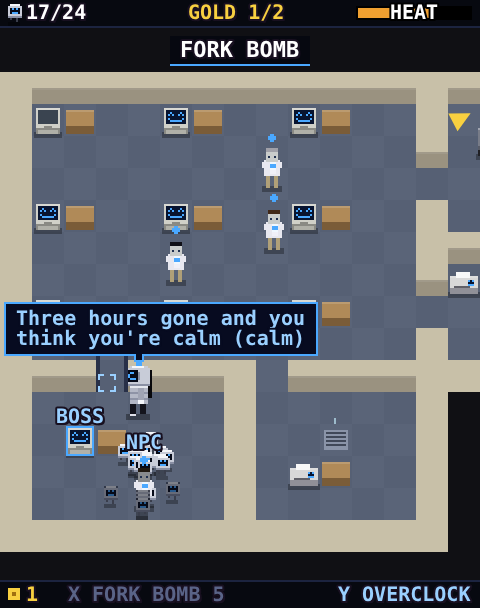 17/24 GOLD 1/2 HEAT
FORK BOMB
Three hours gone and you
think you're calm (calm)
BOSS
NPC
1 X FORK BOMB 5 Y OVERCLOCK